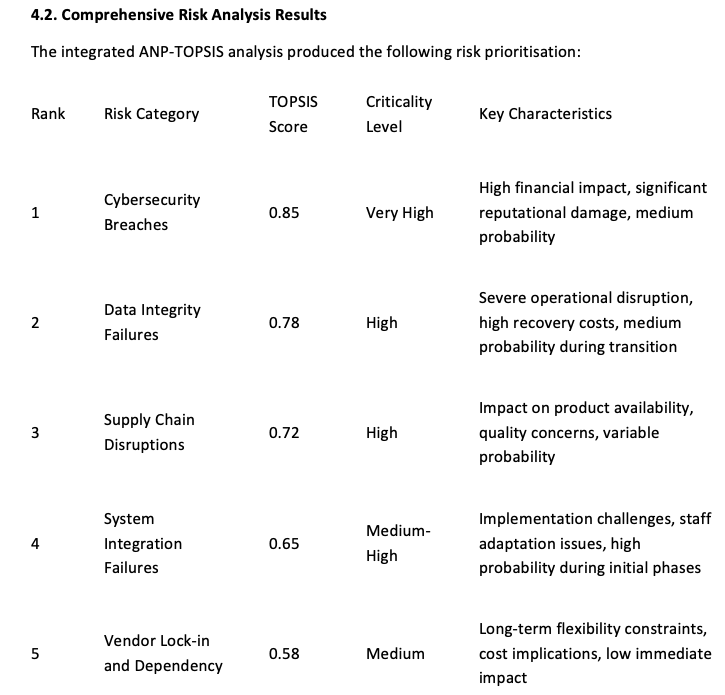 4.2. Comprehensive Risk Analysis Results
The integrated ANP-TOPSIS analysis produced the following risk prioritisation:
Rank Risk Category TOPSIS Score Criticality Level Key Characteristics
1 Cybersecurity Breaches 0.85 Very High High financial impact, significant reputational damage, medium probability
2 Data Integrity Failures 0.78 High Severe operational disruption, high recovery costs, medium probability during transition
3 Supply Chain Disruptions 0.72 High Impact on product availability, quality concerns, variable probability
4 System Integration Failures 0.65 Medium-High Implementation challenges, staff adaptation issues, high probability during initial phases
5 Vendor Lock-in and Dependency 0.58 Medium Long-term flexibility constraints, cost implications, low immediate impact